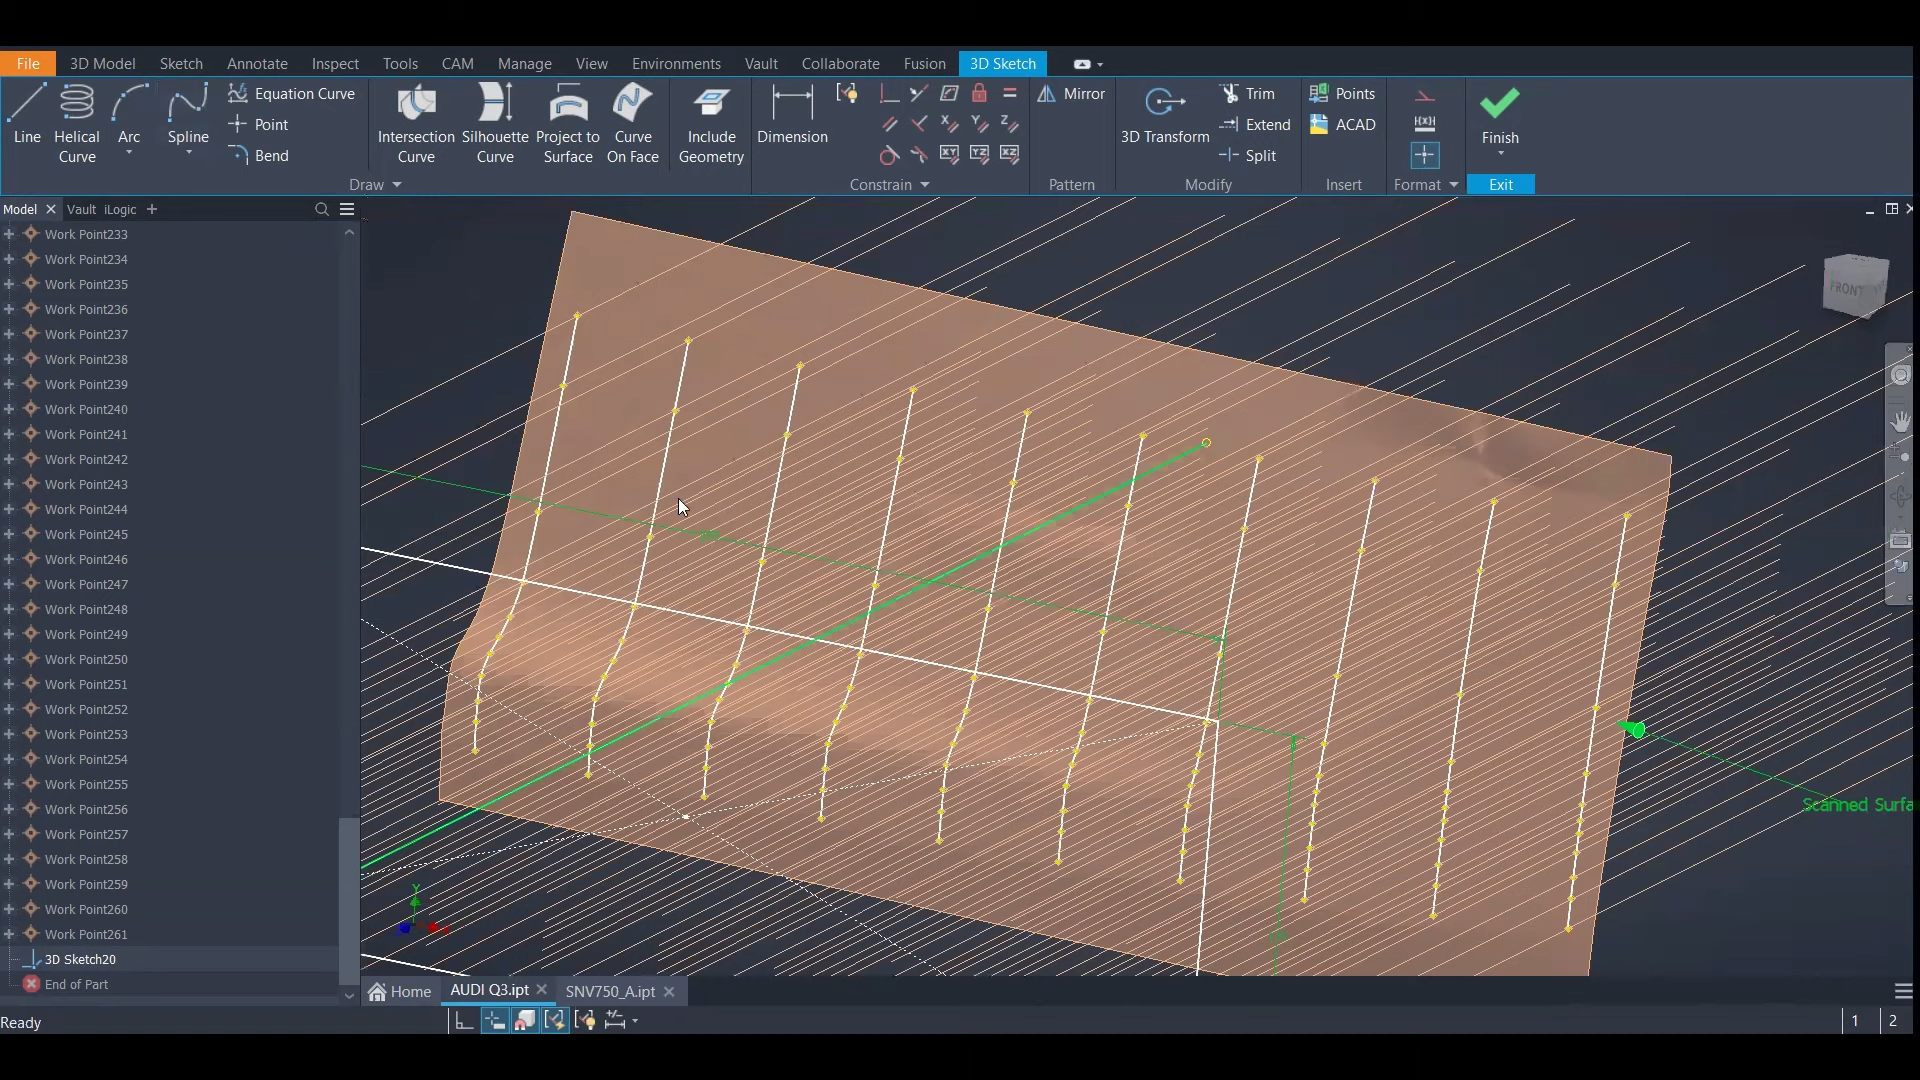 File 3D Model Sketch Annotate Inspect Tools CAM Manage View Environments Vault Collaborate Fusion 3D Sketch
Line
Helical
Curve
Arc
Spline
Equation Curve
Point
Bend
Intersection
Curve
Silhouette
Curve
Project to
Surface
Curve
On Face
Include
Geometry
Dimension
Mirror
3D Transform
Trim
Extend
Split
Points
ACAD
Finish
Draw
Constrain
Pattern
Modify
Insert
Format
Exit
Model Vault iLogic
Work Point233
Work Point234
Work Point235
Work Point236
Work Point237
Work Point238
Work Point239
Work Point240
Work Point241
Work Point242
Work Point243
Work Point244
Work Point245
Work Point246
Work Point247
Work Point248
Work Point249
Work Point250
Work Point251
Work Point252
Work Point253
Work Point254
Work Point255
Work Point256
Work Point257
Work Point258
Work Point259
Work Point260
Work Point261
3D Sketch20
End of Part
FRONT
Scanned Surfa
Y
Home AUDI Q3.ipt SNV750_A.ipt
Ready
1 2